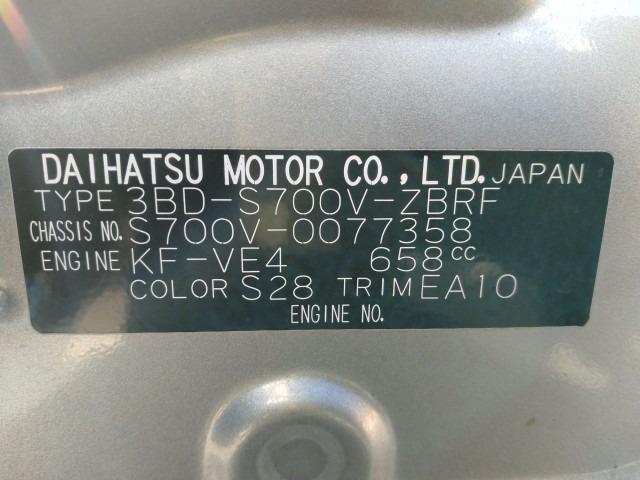 DAIHATSU MOTOR CO., LTD. JAPAN
TYPE 3BD-S700V-ZBRF
CHASSIS NO. S700V-0077358
ENGINE KF-VE4 658cc
COLOR S28 TRIM EA10
ENGINE NO.